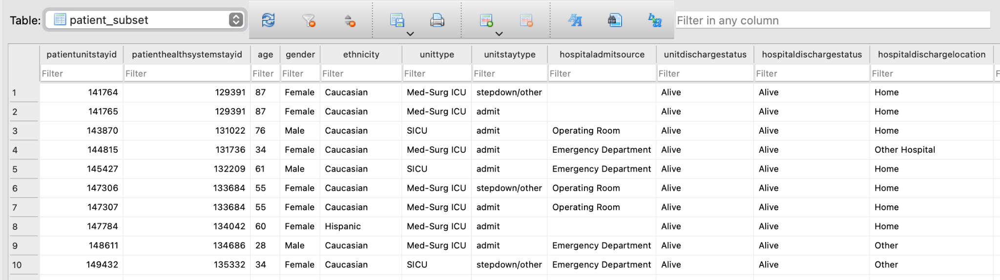 Table: patient_subset Filter in any column
patientunitstayid patienthealthsystemstayid age gender ethnicity unittype unitstaytype hospitaladmitsource unitdischargestatus hospitaldischargestatus hospitaldischargelocation
Filter Filter Filter Filter Filter Filter Filter Filter Filter Filter Filter F
1 141764 129391 87 Female Caucasian Med-Surg ICU stepdown/other Alive Alive Home
2 141765 129391 87 Female Caucasian Med-Surg ICU admit Alive Alive Home
3 143870 131022 76 Male Caucasian SICU admit Operating Room Alive Alive Home
4 144815 131736 34 Female Caucasian Med-Surg ICU admit Emergency Department Alive Alive Other Hospital
5 145427 132209 61 Male Caucasian SICU admit Emergency Department Alive Alive Home
6 147306 133684 55 Female Caucasian Med-Surg ICU stepdown/other Operating Room Alive Alive Home
7 147307 133684 55 Female Caucasian Med-Surg ICU admit Operating Room Alive Alive Home
8 147784 134042 60 Female Hispanic Med-Surg ICU admit Alive Alive Home
9 148611 134686 28 Male Caucasian Med-Surg ICU admit Emergency Department Alive Alive Other
10 149432 135332 34 Female Caucasian SICU stepdown/other Emergency Department Alive Alive Other